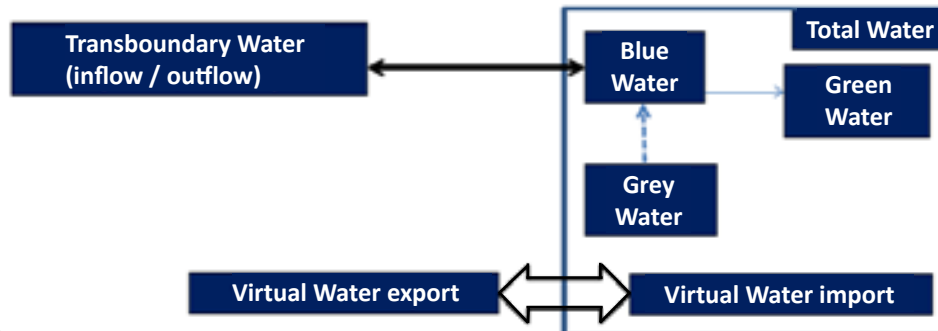 Transboundary Water
(inflow / outflow)
Total Water
Blue
Water
Green
Water
Grey
Water
Virtual Water export
Virtual Water import